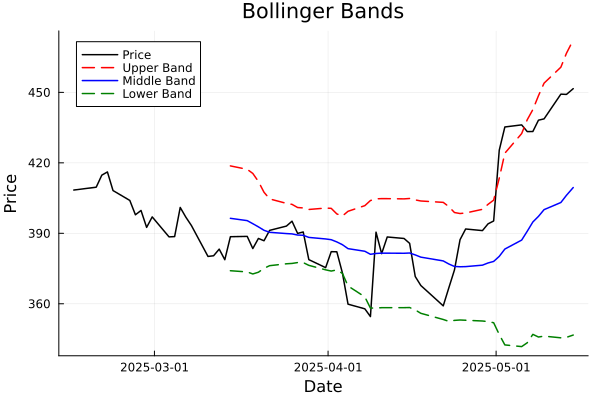 Bollinger Bands
Price
Upper Band
Middle Band
Lower Band
450
420
390
360
Price
2025-03-01
2025-04-01
2025-05-01
Date